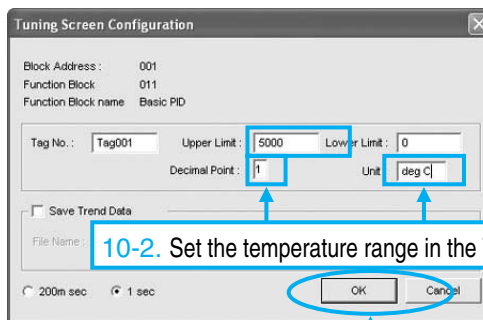 Tuning Screen Configuration
Block Address : 001
Function Block 011
Function Block name Basic PID
Tag No. : Tag001 Upper Limit : 5000 Lower Limit : 0
Decimal Point : 1 Unit deg C
Save Trend Data
File Name :
10-2. Set the temperature range in the
200m sec 1 sec OK Cancel